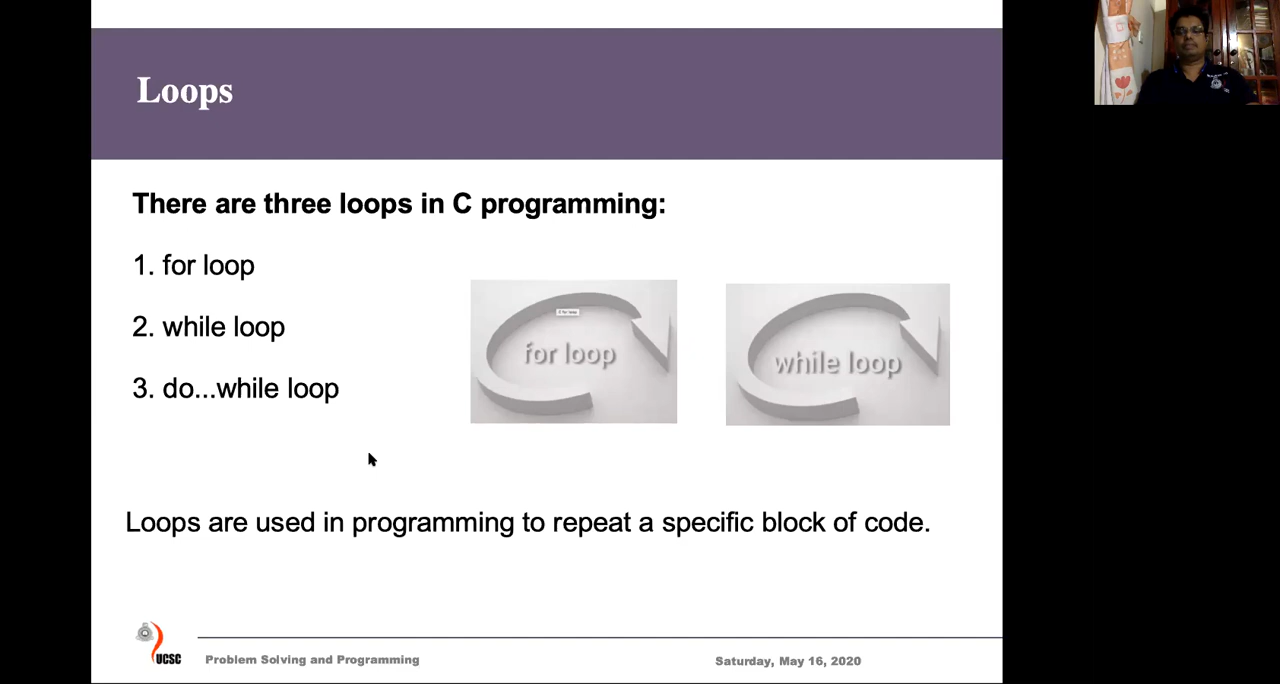 Loops
There are three loops in C programming:
1. for loop
2. while loop
3. do...while loop
for loop
while loop
Loops are used in programming to repeat a specific block of code.
UCSC
Problem Solving and Programming
Saturday, May 16, 2020